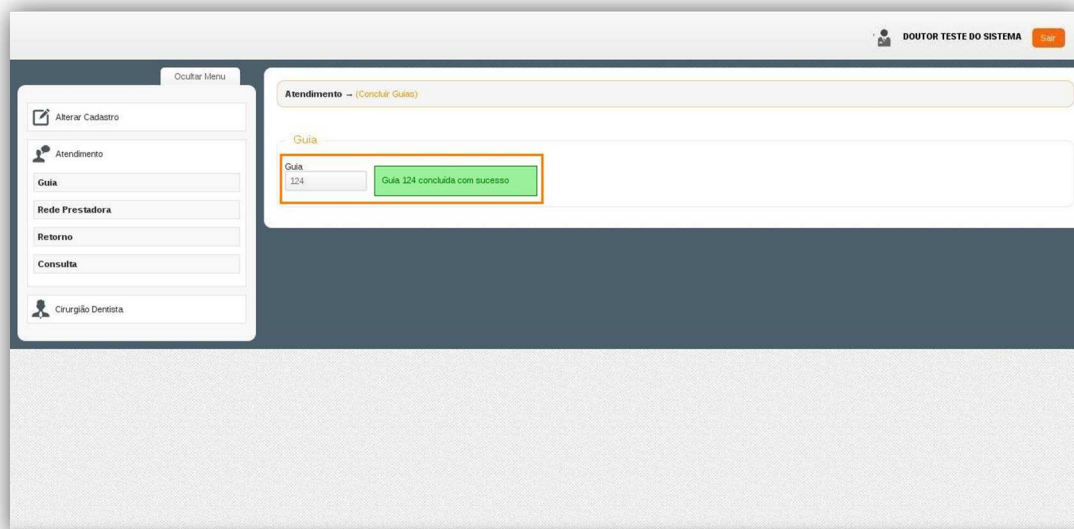 DOUTOR TESTE DO SISTEMA
Sair
Ocultar Menu
Alterar Cadastro
Atendimento
Guia
Rede Prestadora
Retorno
Consulta
Cirurgião Dentista
Atendimento → (Concluir Guias)
Guia
Guia
124
Guia 124 concluída com sucesso